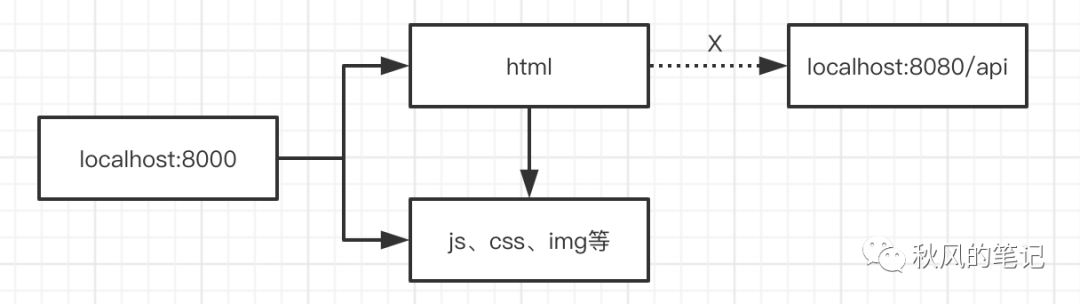 X
html
localhost:8080/api
localhost:8000
js、css、img等
秋风的笔记